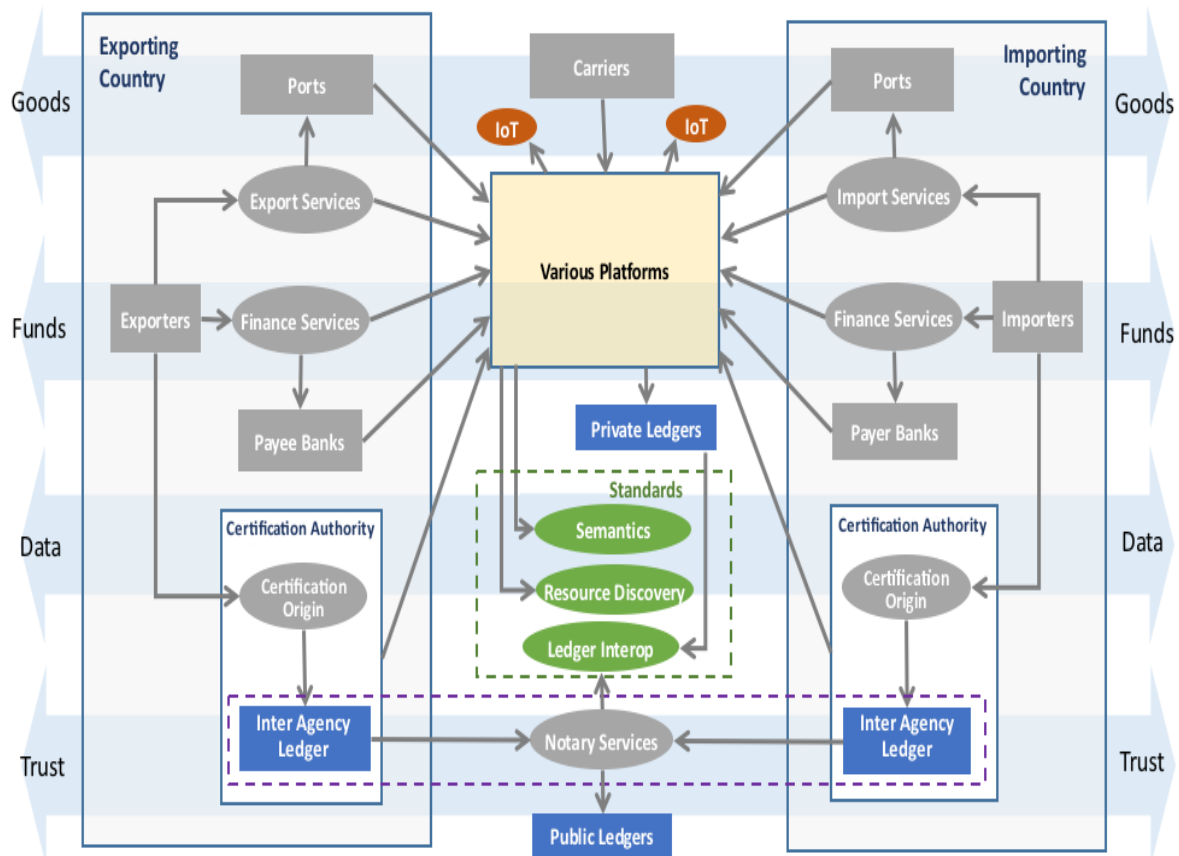 Exporting
Country
Ports
Carriers
Ports
Importing
Country
Goods
Goods
IoT
IoT
Export Services
Import Services
Various Platforms
Exporters
Finance Services
Finance Services
Importers
Funds
Funds
Payee Banks
Private Ledgers
Payer Banks
Standards
Certification Authority
Semantics
Certification Authority
Data
Data
Certification
Origin
Resource Discovery
Certification
Origin
Ledger Interop
Inter Agency
Ledger
Notary Services
Inter Agency
Ledger
Trust
Trust
Public Ledgers